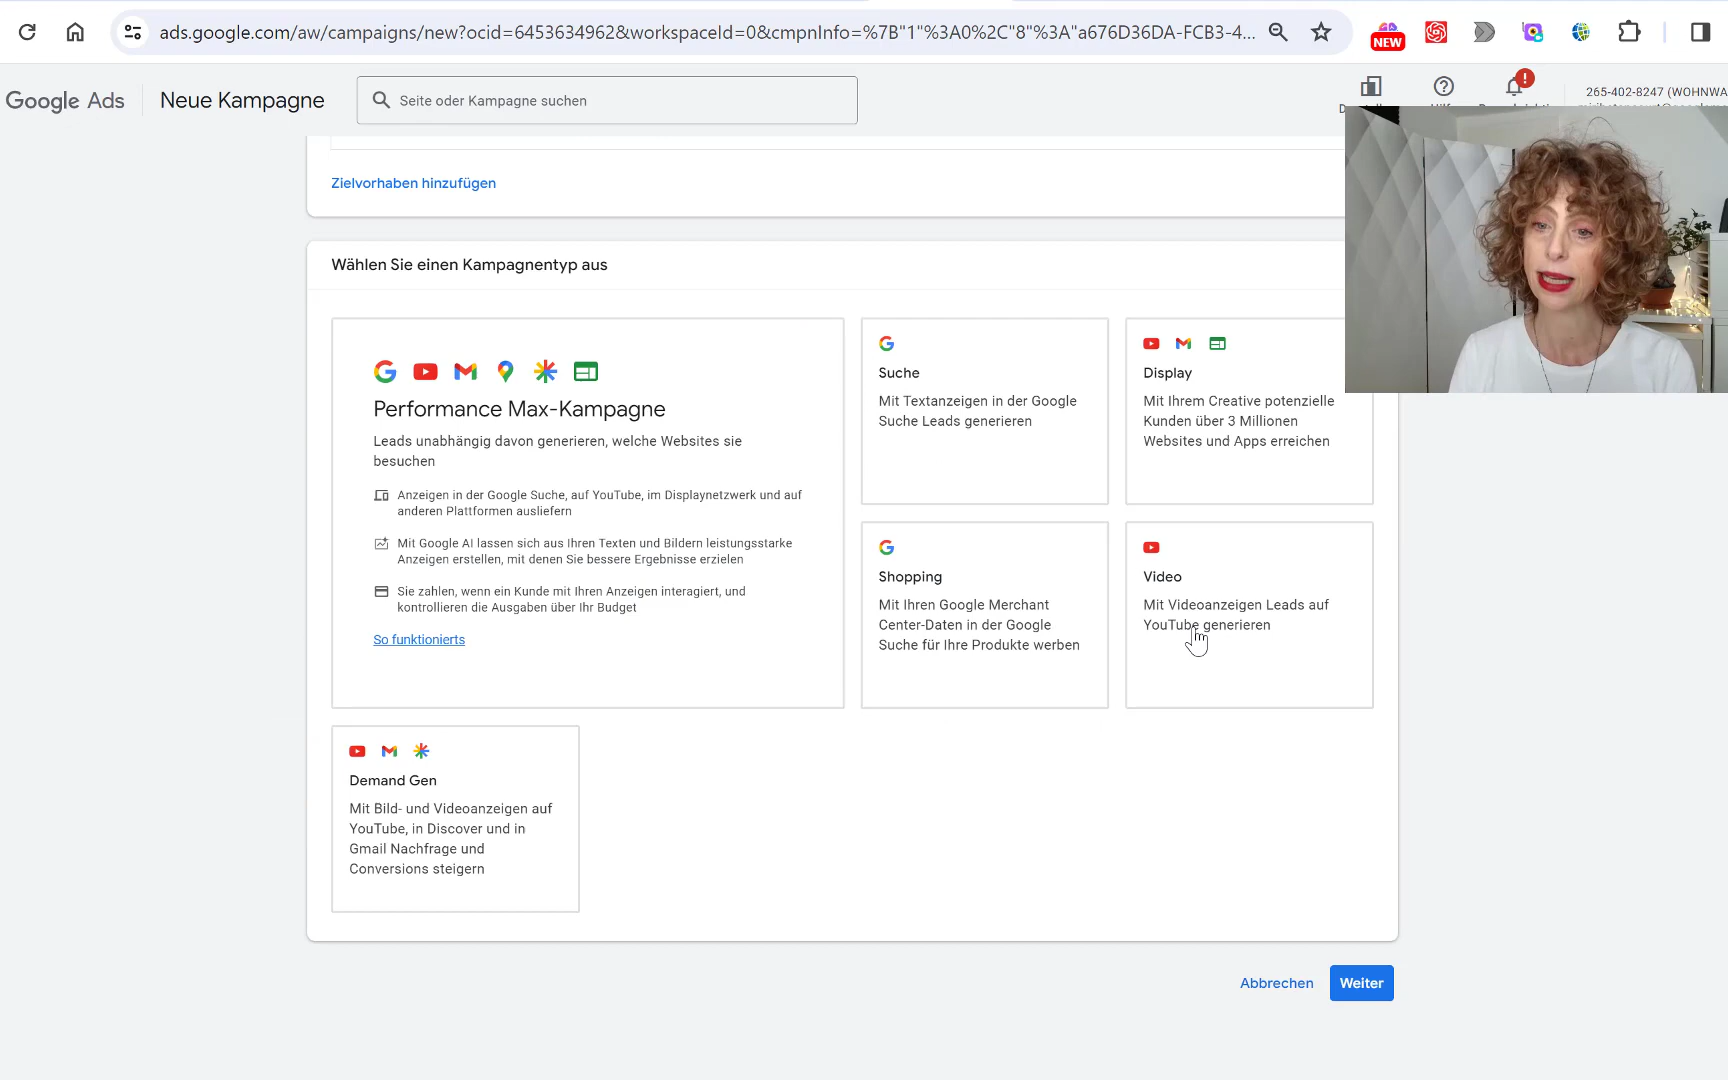 ads.google.com/aw/campaigns/new?ocid=6453634962&workspaceId=0&cmpnInfo=%7B"1"%3A0%2C"8"%3A"a676D36DA-FCB3-4...
NEW
Google Ads
Neue Kampagne
Seite oder Kampagne suchen
265-402-8247 (WOHNWA
Zielvorhaben hinzufügen
Wählen Sie einen Kampagnentyp aus
Performance Max-Kampagne
Leads unabhängig davon generieren, welche Websites sie
besuchen
Anzeigen in der Google Suche, auf YouTube, im Displaynetzwerk und auf
anderen Plattformen ausliefern
Mit Google AI lassen sich aus Ihren Texten und Bildern leistungsstarke
Anzeigen erstellen, mit denen Sie bessere Ergebnisse erzielen
Sie zahlen, wenn ein Kunde mit Ihren Anzeigen interagiert, und
kontrollieren die Ausgaben über Ihr Budget
So funktionierts
Suche
Mit Textanzeigen in der Google
Suche Leads generieren
Display
Mit Ihrem Creative potenzielle
Kunden über 3 Millionen
Websites und Apps erreichen
Shopping
Mit Ihren Google Merchant
Center-Daten in der Google
Suche für Ihre Produkte werben
Video
Mit Videoanzeigen Leads auf
YouTube generieren
Demand Gen
Mit Bild- und Videoanzeigen auf
YouTube, in Discover und in
Gmail Nachfrage und
Conversions steigern
Abbrechen
Weiter